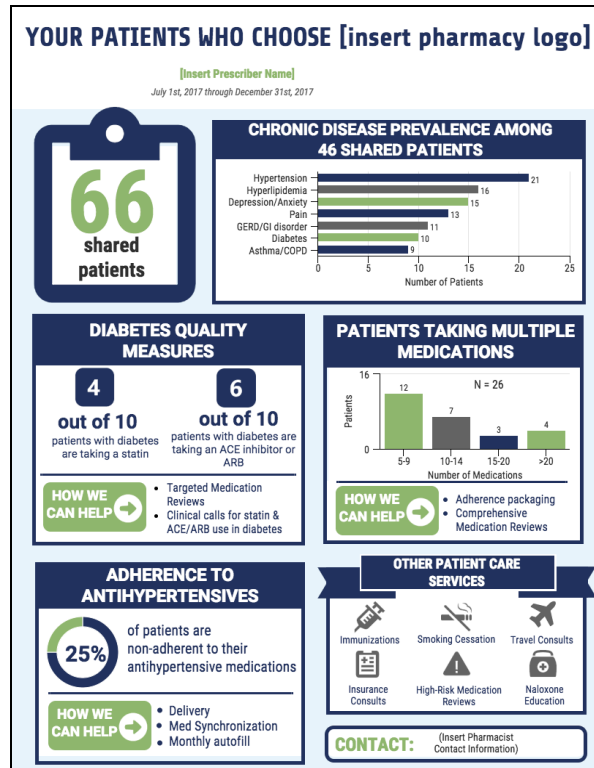 YOUR PATIENTS WHO CHOOSE [insert pharmacy logo]
[Insert Prescriber Name]
July 1st, 2017 through December 31st, 2017
66
shared
patients
CHRONIC DISEASE PREVALENCE AMONG
46 SHARED PATIENTS
Hypertension 21
Hyperlipidemia 16
Depression/Anxiety 15
Pain 13
GERD/GI disorder 11
Diabetes 10
Asthma/COPD 9
0 5 10 15 20 25
Number of Patients
DIABETES QUALITY
MEASURES
4
out of 10
patients with diabetes
are taking a statin
6
out of 10
patients with diabetes are
taking an ACE inhibitor or
ARB
HOW WE
CAN HELP
• Targeted Medication
Reviews
• Clinical calls for statin &
ACE/ARB use in diabetes
PATIENTS TAKING MULTIPLE
MEDICATIONS
16
N = 26
12
7
3
4
Patients
0
5-9 10-14 15-20 >20
Number of Medications
HOW WE
CAN HELP
• Adherence packaging
• Comprehensive
Medication Reviews
ADHERENCE TO
ANTIHYPERTENSIVES
25%
of patients are
non-adherent to their
antihypertensive medications
HOW WE
CAN HELP
• Delivery
• Med Synchronization
• Monthly autofill
OTHER PATIENT CARE
SERVICES
Immunizations
Smoking Cessation
Travel Consults
Insurance
Consults
High-Risk Medication
Reviews
Naloxone
Education
CONTACT:
(Insert Pharmacist
Contact Information)